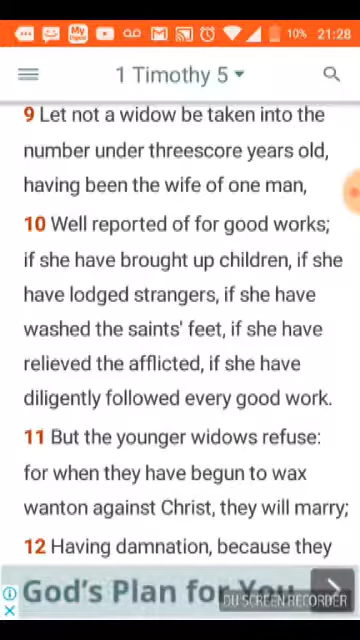 My
10% 21:28
1 Timothy 5
9 Let not a widow be taken into the
number under threescore years old,
having been the wife of one man,
10 Well reported of for good works;
if she have brought up children, if she
have lodged strangers, if she have
washed the saints' feet, if she have
relieved the afflicted, if she have
diligently followed every good work.
11 But the younger widows refuse:
for when they have begun to wax
wanton against Christ, they will marry;
12 Having damnation, because they
God's Plan for You
DU SCREEN RECORDER